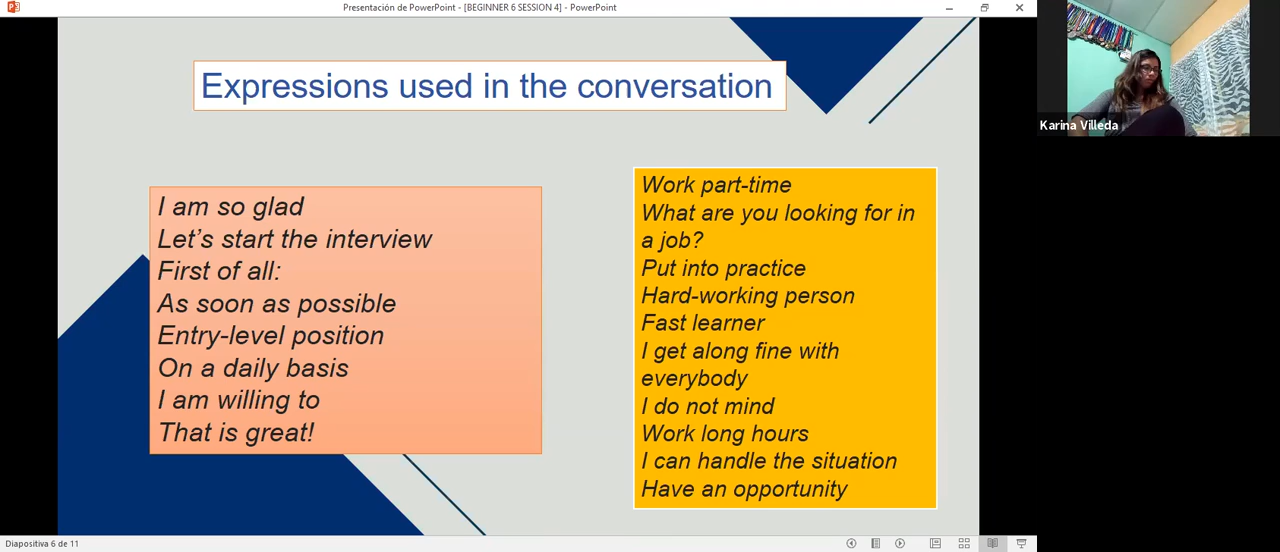 Presentación de PowerPoint - [BEGINNER 6 SESSION 4] - PowerPoint
Expressions used in the conversation
I am so glad
Let's start the interview
First of all:
As soon as possible
Entry-level position
On a daily basis
I am willing to
That is great!
Work part-time
What are you looking for in
a job?
Put into practice
Hard-working person
Fast learner
I get along fine with
everybody
I do not mind
Work long hours
I can handle the situation
Have an opportunity
Karina Villeda
Diapositiva 6 de 11